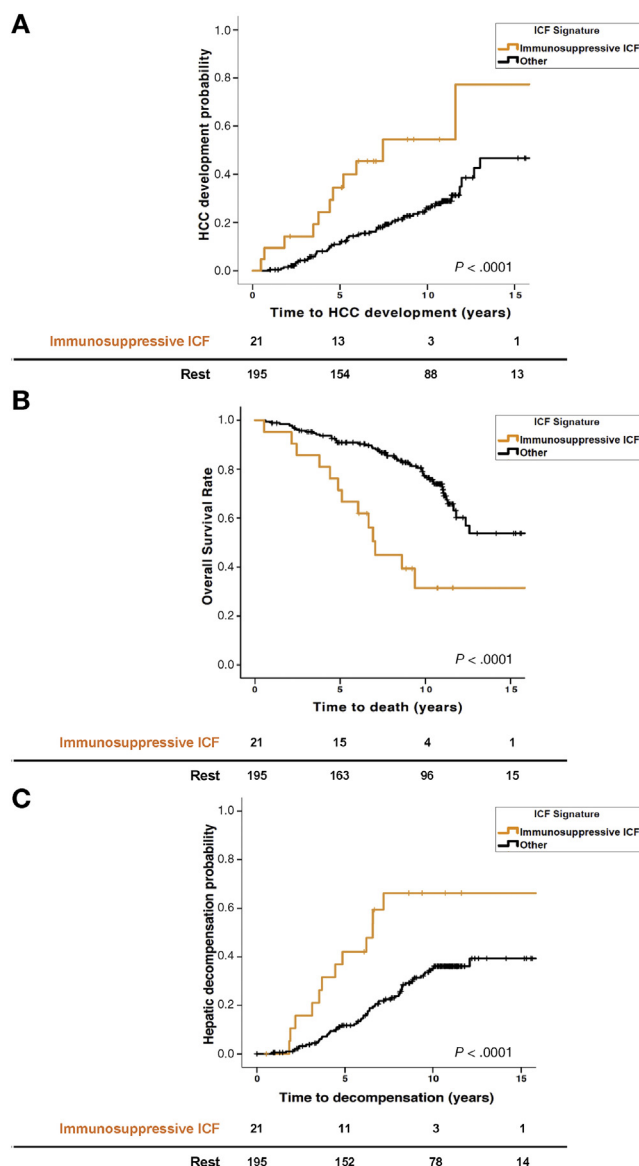 A
ICF Signature
Immunosuppressive ICF
Other
HCC development probability
1.0
0.8
0.6
0.4
0.2
0.0
P < .0001
0 5 10 15
Time to HCC development (years)
Immunosuppressive ICF 21 13 3 1
Rest 195 154 88 13
B
ICF Signature
Immunosuppressive ICF
Other
Overall Survival Rate
1.0
0.8
0.6
0.4
0.2
0.0
P < .0001
0 5 10 15
Time to death (years)
Immunosuppressive ICF 21 15 4 1
Rest 195 163 96 15
C
ICF Signature
Immunosuppressive ICF
Other
Hepatic decompensation probability
1.0
0.8
0.6
0.4
0.2
0.0
P < .0001
0 5 10 15
Time to decompensation (years)
Immunosuppressive ICF 21 11 3 1
Rest 195 152 78 14